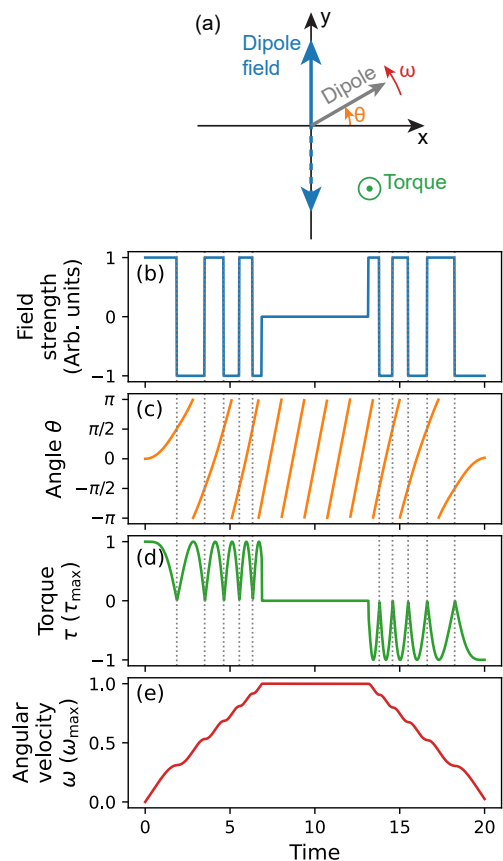 (a)
y
Dipole
field
Dipole
ω
θ
x
Torque
(b)
Field
strength
(Arb. units)
1
0
−1
(c)
Angle θ
π
π/2
0
−π/2
−π
(d)
Torque
τ (τmax)
1
0
−1
(e)
Angular
velocity
ω (ωmax)
1.0
0.5
0.0
0 5 10 15 20
Time